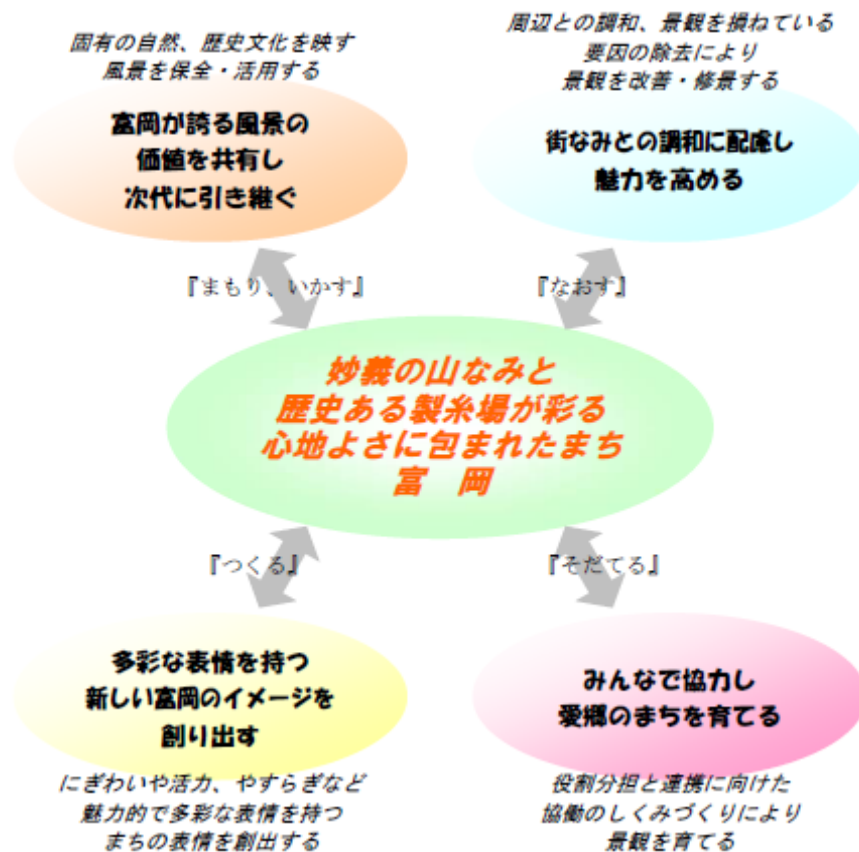 固有の自然、歴史文化を映す
風景を保全・活用する
富岡が誇る風景の
価値を共有し
次代に引き継ぐ
周辺との調和、景観を損ねている
要因の除去により
景観を改善・修景する
街なみとの調和に配慮し
魅力を高める
『まもり、いかす』
『なおす』
妙義の山なみと
歴史ある製糸場が彩る
心地よさに包まれたまち
富　岡
『つくる』
『そだてる』
多彩な表情を持つ
新しい富岡のイメージを
創り出す
にぎわいや活力、やすらぎなど
魅力的で多彩な表情を持つ
まちの表情を創出する
みんなで協力し
愛郷のまちを育てる
役割分担と連携に向けた
協働のしくみづくりにより
景観を育てる